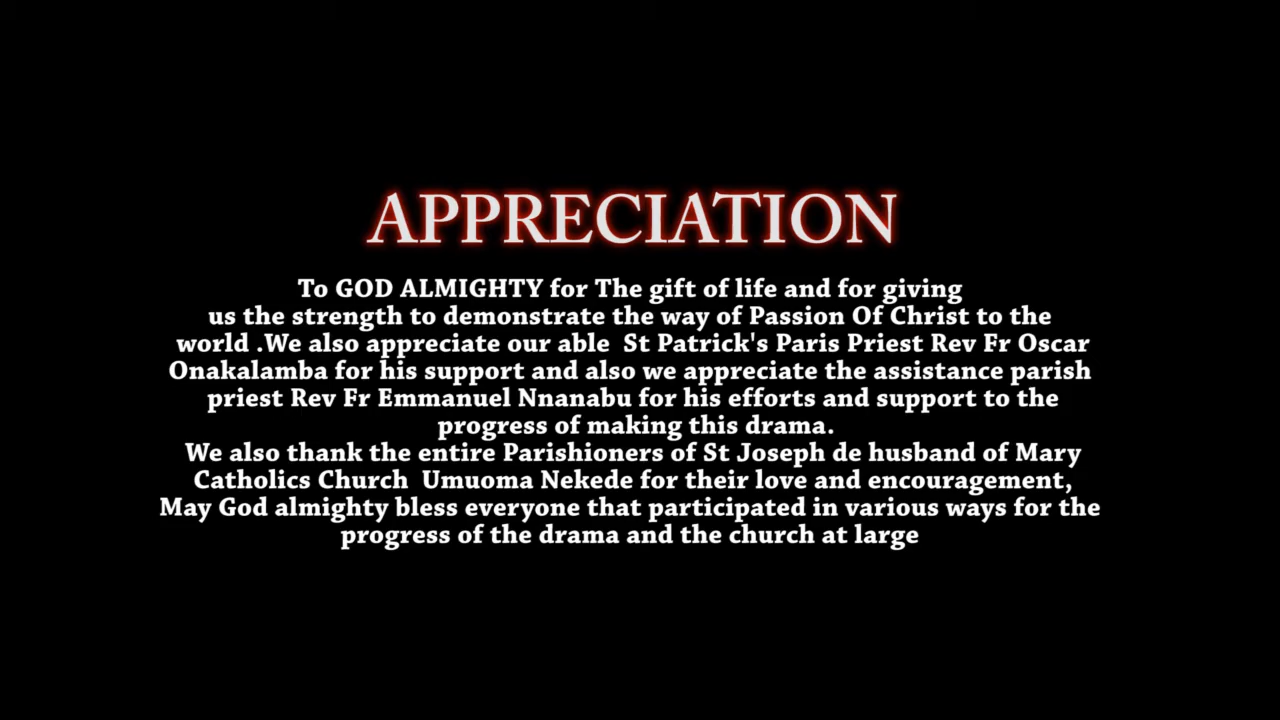 APPRECIATION
To GOD ALMIGHTY for The gift of life and for giving
us the strength to demonstrate the way of Passion Of Christ to the
world .We also appreciate our able  St Patrick's Paris Priest Rev Fr Oscar
Onakalamba for his support and also we appreciate the assistance parish
priest Rev Fr Emmanuel Nnanabu for his efforts and support to the
progress of making this drama.
We also thank the entire Parishioners of St Joseph de husband of Mary
Catholics Church  Umuoma Nekede for their love and encouragement,
May God almighty bless everyone that participated in various ways for the
progress of the drama and the church at large